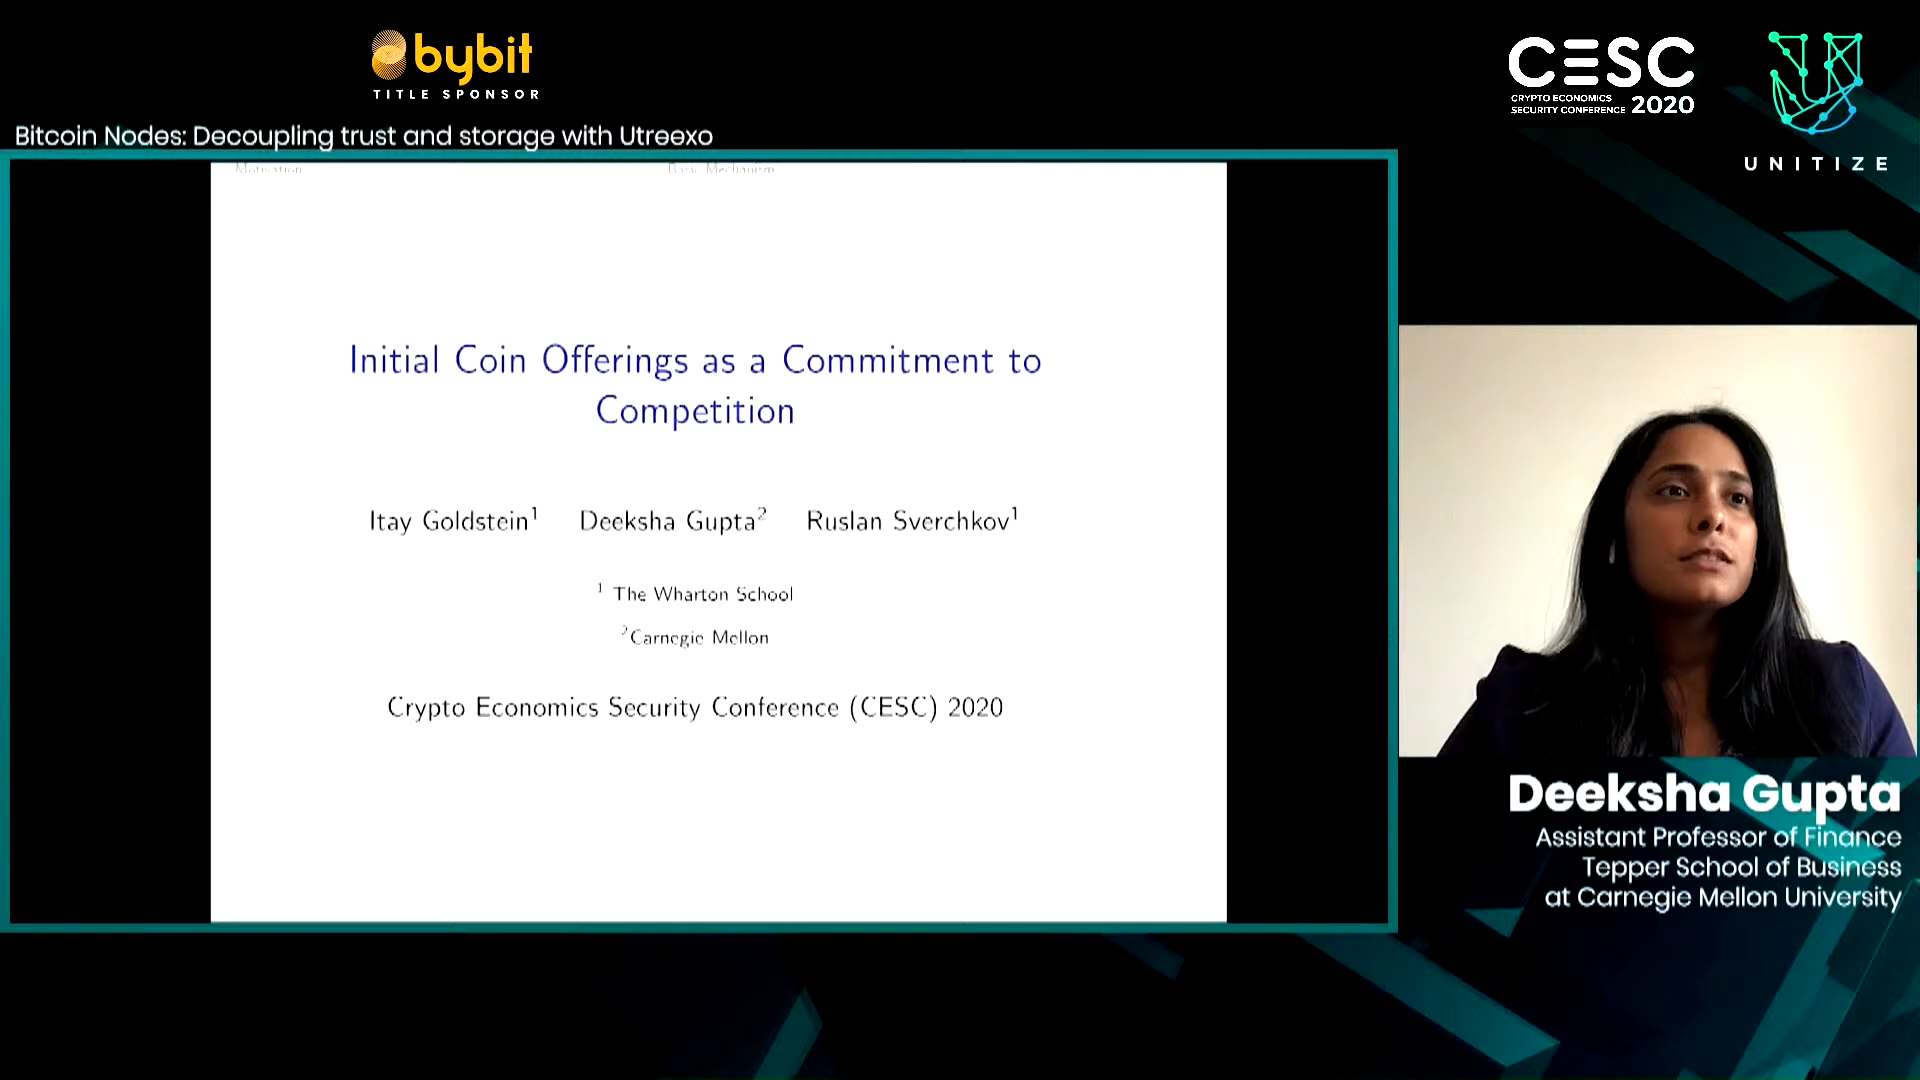 bybit
TITLE SPONSOR
CESC
CRYPTO ECONOMICS
SECURITY CONFERENCE 2020
UNITIZE
Bitcoin Nodes: Decoupling trust and storage with Utreexo
Motivation
Basic Mechanism
Initial Coin Offerings as a Commitment to
Competition
Itay Goldstein¹ Deeksha Gupta² Ruslan Sverchkov¹
¹ The Wharton School
² Carnegie Mellon
Crypto Economics Security Conference (CESC) 2020
Deeksha Gupta
Assistant Professor of Finance
Tepper School of Business
at Carnegie Mellon University